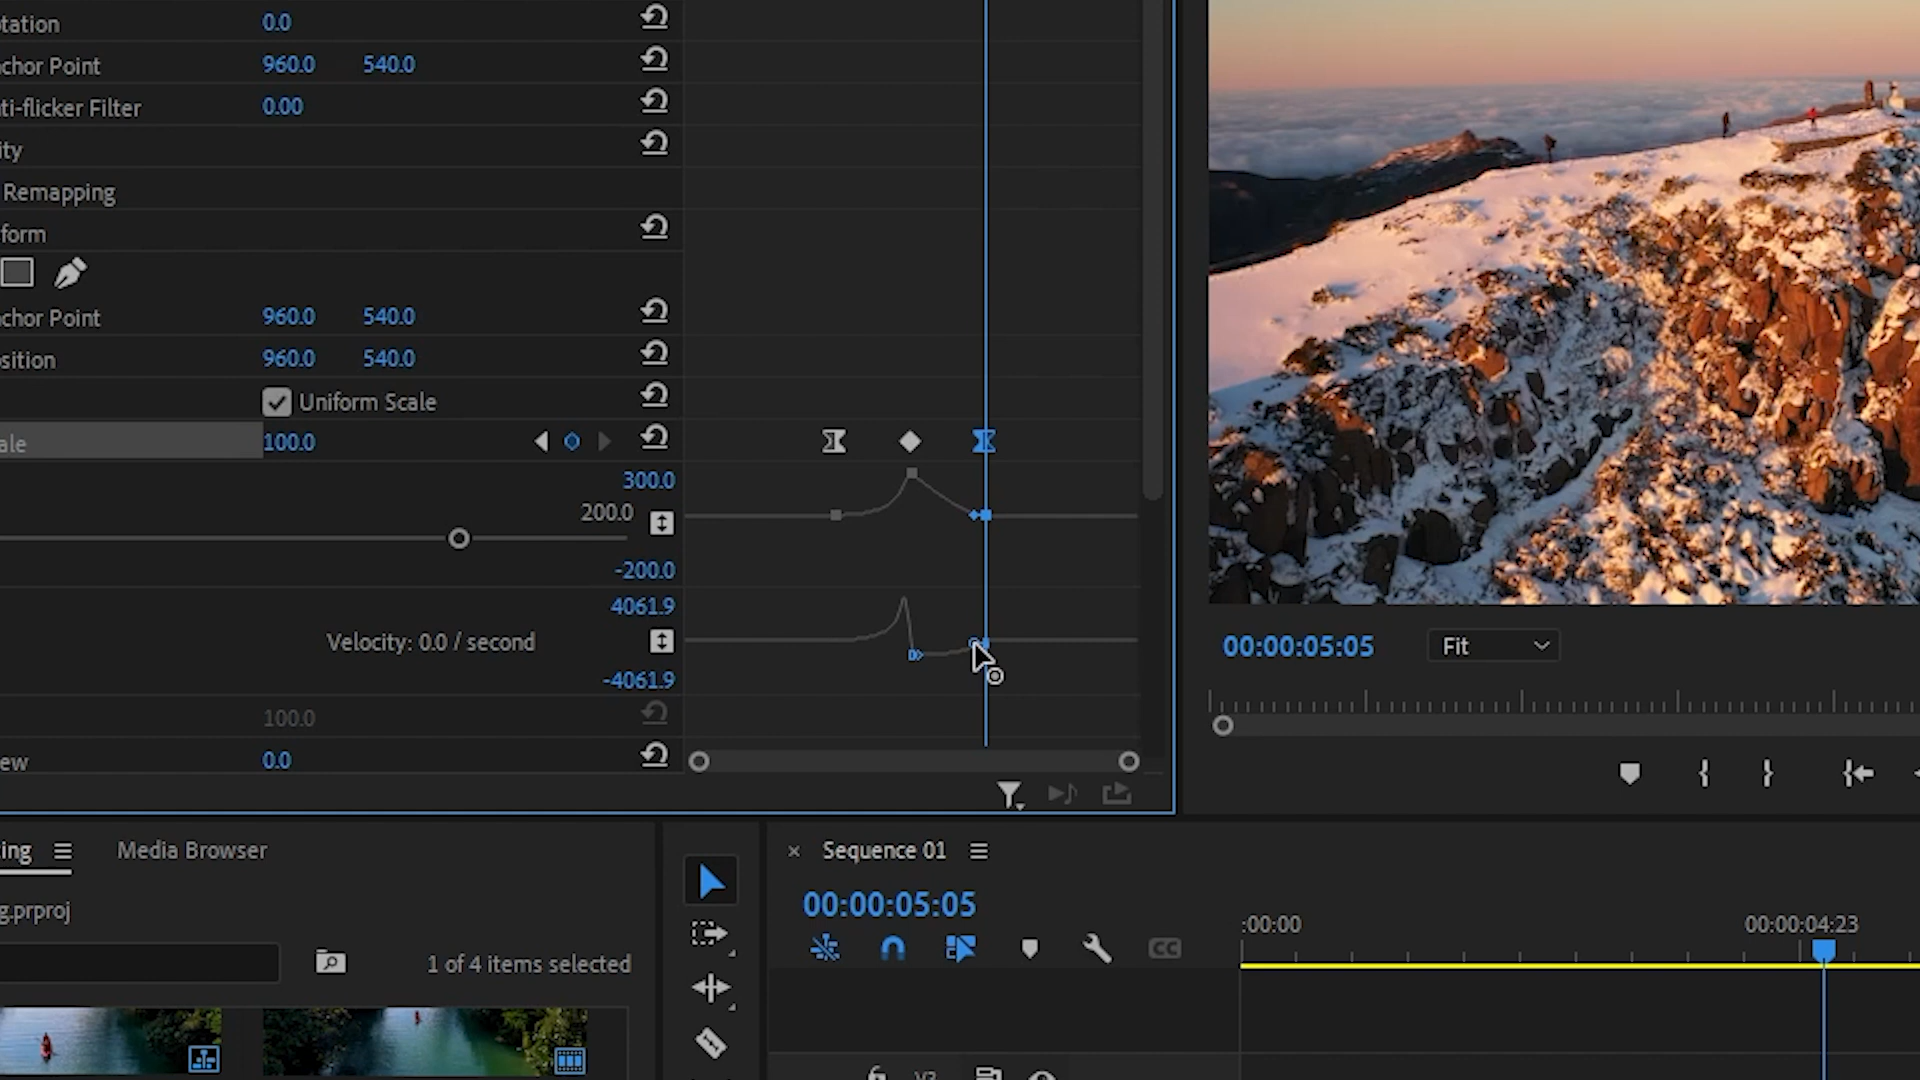 tation 0.0
chor Point 960.0 540.0
ti-flicker Filter 0.00
ity
Remapping
form
chor Point 960.0 540.0
sition 960.0 540.0
Uniform Scale
ale 100.0
300.0
200.0
-200.0
4061.9
Velocity: 0.0 / second
-4061.9
100.0
ew 0.0
00:00:05:05 Fit
ing Media Browser
g.prproj
1 of 4 items selected
× Sequence 01
00:00:05:05
:00:00 00:00:04:23
CC
V3